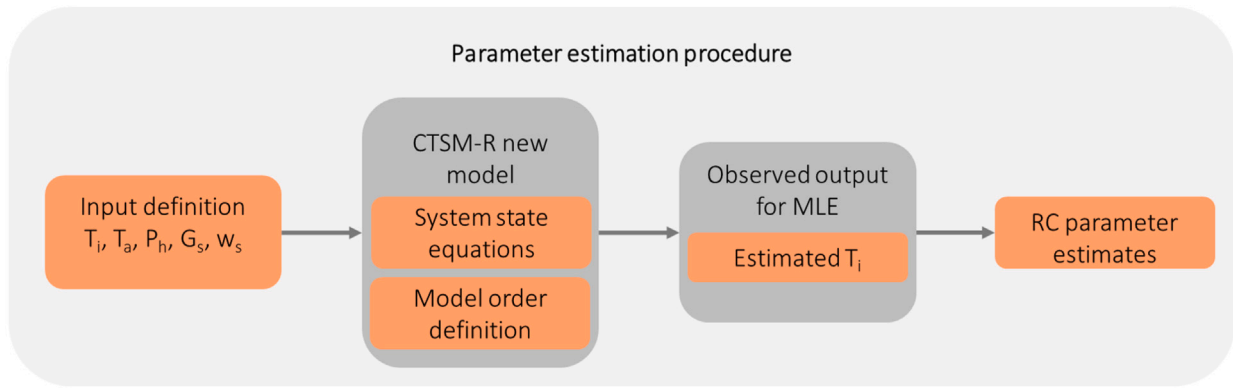 Parameter estimation procedure
Input definition
Tᵢ, Tₐ, Pₕ, Gₛ, wₛ
CTSM-R new
model
System state
equations
Model order
definition
Observed output
for MLE
Estimated Tᵢ
RC parameter
estimates